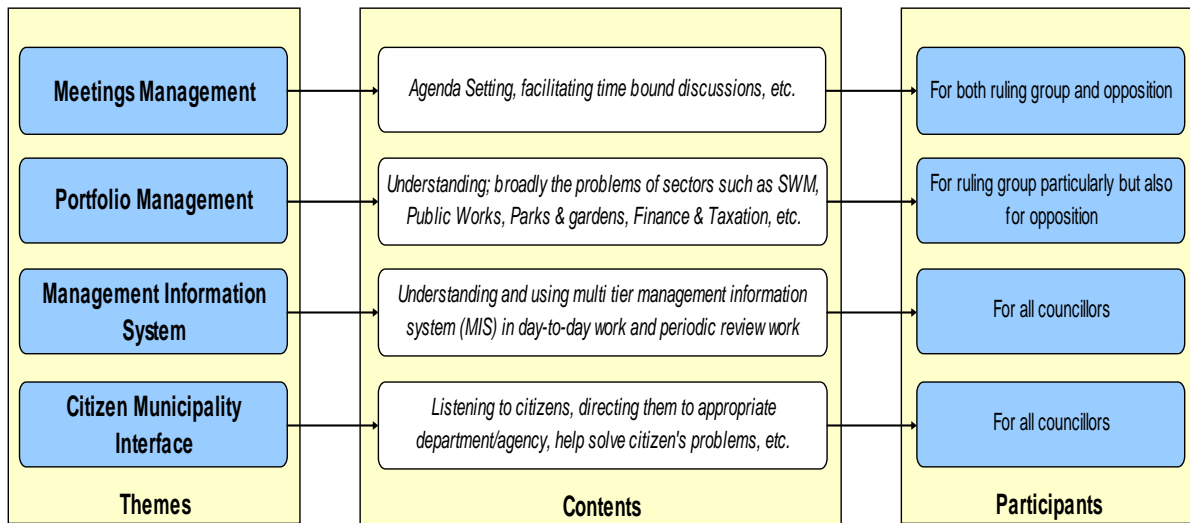 Meetings Management
Agenda Setting, facilitating time bound discussions, etc.
For both ruling group and opposition
Portfolio Management
Understanding; broadly the problems of sectors such as SWM,
Public Works, Parks & gardens, Finance & Taxation, etc.
For ruling group particularly but also
for opposition
Management Information
System
Understanding and using multi tier management information
system (MIS) in day-to-day work and periodic review work
For all councillors
Citizen Municipality
Interface
Listening to citizens, directing them to appropriate
department/agency, help solve citizen's problems, etc.
For all councillors
Themes
Contents
Participants